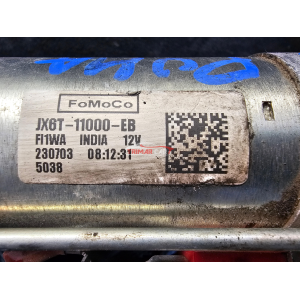 FoMoCo
JX6T-11000-EB
FI1WA INDIA 12V
230703 08:12:31
5038